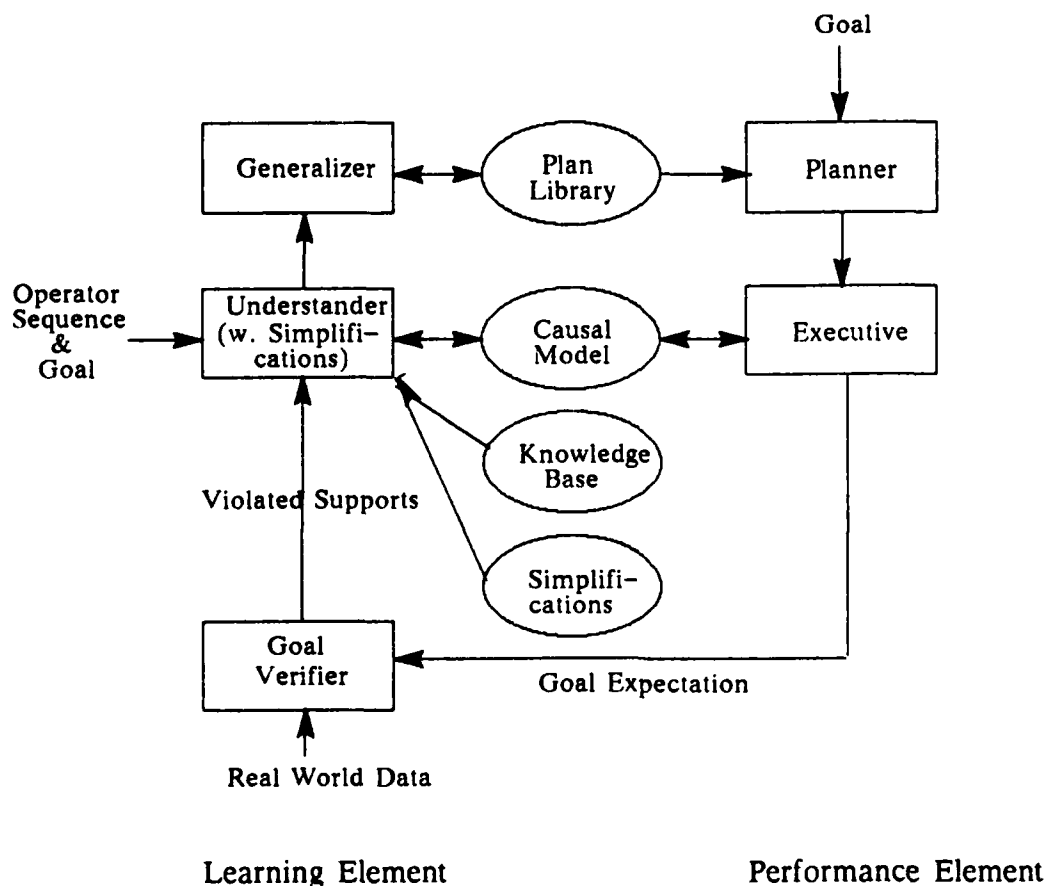 Goal
Generalizer
Plan
Library
Planner
Operator
Sequence
&
Goal
Understander
(w. Simplifi-
cations)
Causal
Model
Executive
Knowledge
Base
Violated Supports
Simplifi-
cations
Goal
Verifier
Goal Expectation
Real World Data
Learning Element
Performance Element